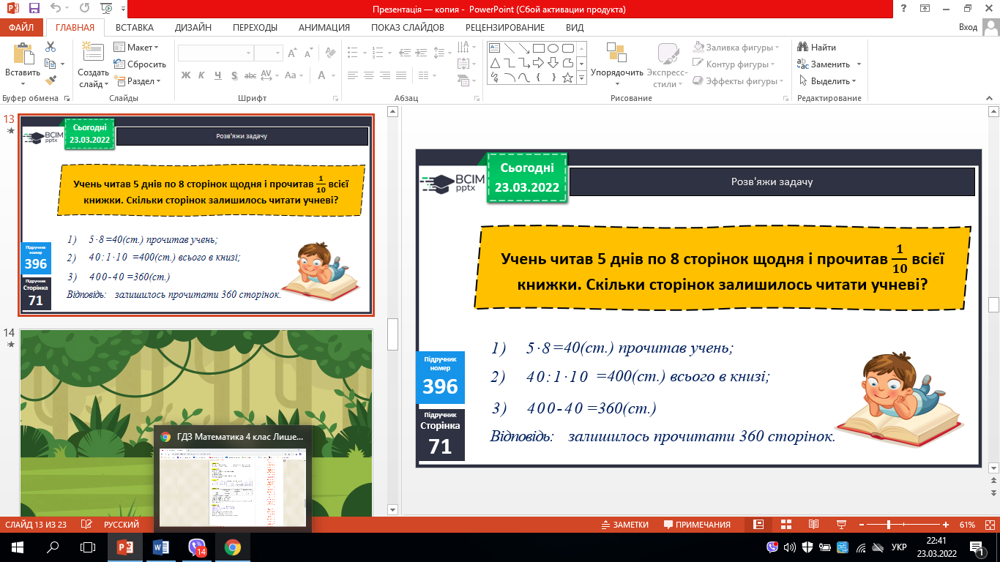 Презентація — копия - PowerPoint (Сбой активации продукта)
ФАЙЛ ГЛАВНАЯ ВСТАВКА ДИЗАЙН ПЕРЕХОДЫ АНИМАЦИЯ ПОКАЗ СЛАЙДОВ РЕЦЕНЗИРОВАНИЕ ВИД Вход
Вставить
Создать слайд
Макет
Сбросить
Раздел
Ж К Ч S abc AV Aa A
Упорядочить
Экспресс-стили
Заливка фигуры
Контур фигуры
Эффекты фигуры
Найти
Заменить
Выделить
Буфер обмена Слайды Шрифт Абзац Рисование Редактирование
13
Сьогодні
23.03.2022
ВСІМ
pptx
Розв'яжи задачу
Учень читав 5 днів по 8 сторінок щодня і прочитав 1/10 всієї
книжки. Скільки сторінок залишилось читати учневі?
1) 5·8=40(ст.) прочитав учень;
2) 40:1·10 =400(ст.) всього в книзі;
3) 400-40 =360(ст.)
Відповідь: залишилось прочитати 360 сторінок.
Підручник
номер
396
Підручник
Сторінка
71
14
Сьогодні
23.03.2022
ВСІМ
pptx
Розв'яжи задачу
Учень читав 5 днів по 8 сторінок щодня і прочитав 1/10 всієї
книжки. Скільки сторінок залишилось читати учневі?
1) 5·8=40(ст.) прочитав учень;
2) 40:1·10 =400(ст.) всього в книзі;
3) 400-40 =360(ст.)
Відповідь: залишилось прочитати 360 сторінок.
Підручник
номер
396
Підручник
Сторінка
71
ГДЗ Математика 4 клас Лише...
СЛАЙД 13 ИЗ 23 РУССКИЙ ЗАМЕТКИ ПРИМЕЧАНИЯ 61%
14
УКР
22:41
23.03.2022
1